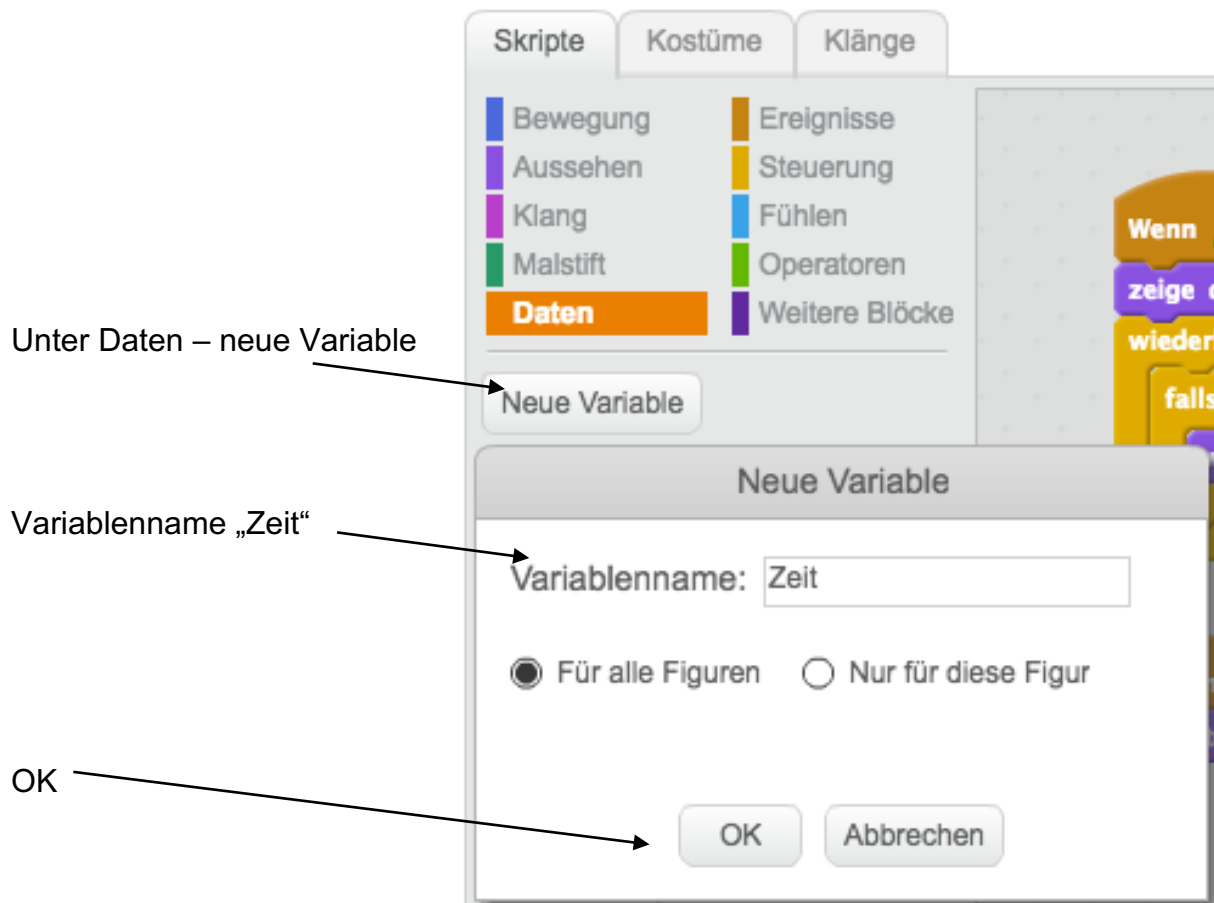 Skripte Kostüme Klänge
Bewegung Ereignisse
Aussehen Steuerung
Klang Fühlen
Malstift Operatoren
Daten Weitere Blöcke
Wenn
zeige
Unter Daten – neue Variable
Neue Variable
falls
Neue Variable
Variablenname „Zeit“
Variablenname: Zeit
Für alle Figuren Nur für diese Figur
OK
OK Abbrechen